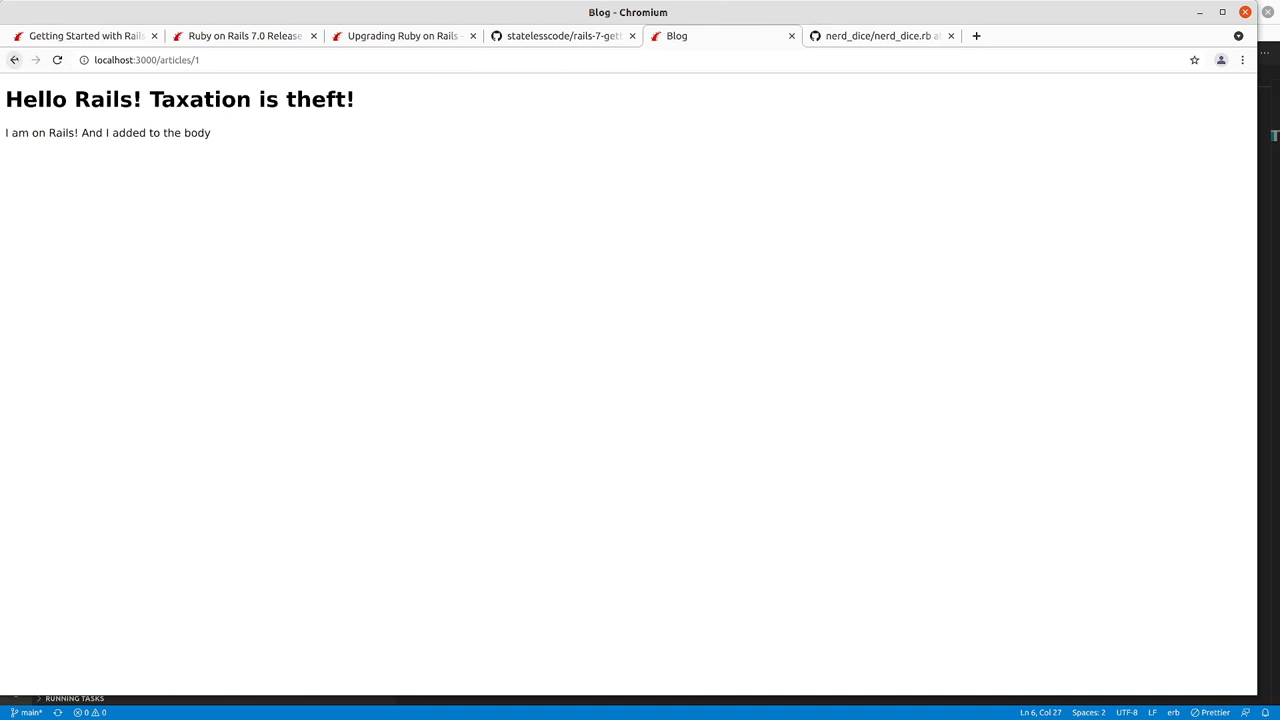 Blog - Chromium
Getting Started with Rails
Ruby on Rails 7.0 Release
Upgrading Ruby on Rails -
statelesscode/rails-7-gett
Blog
nerd_dice/nerd_dice.rb at
localhost:3000/articles/1
Hello Rails! Taxation is theft!
I am on Rails! And I added to the body
RUNNING TASKS
main* 0 0 Ln 6, Col 27 Spaces: 2 UTF-8 LF erb Prettier